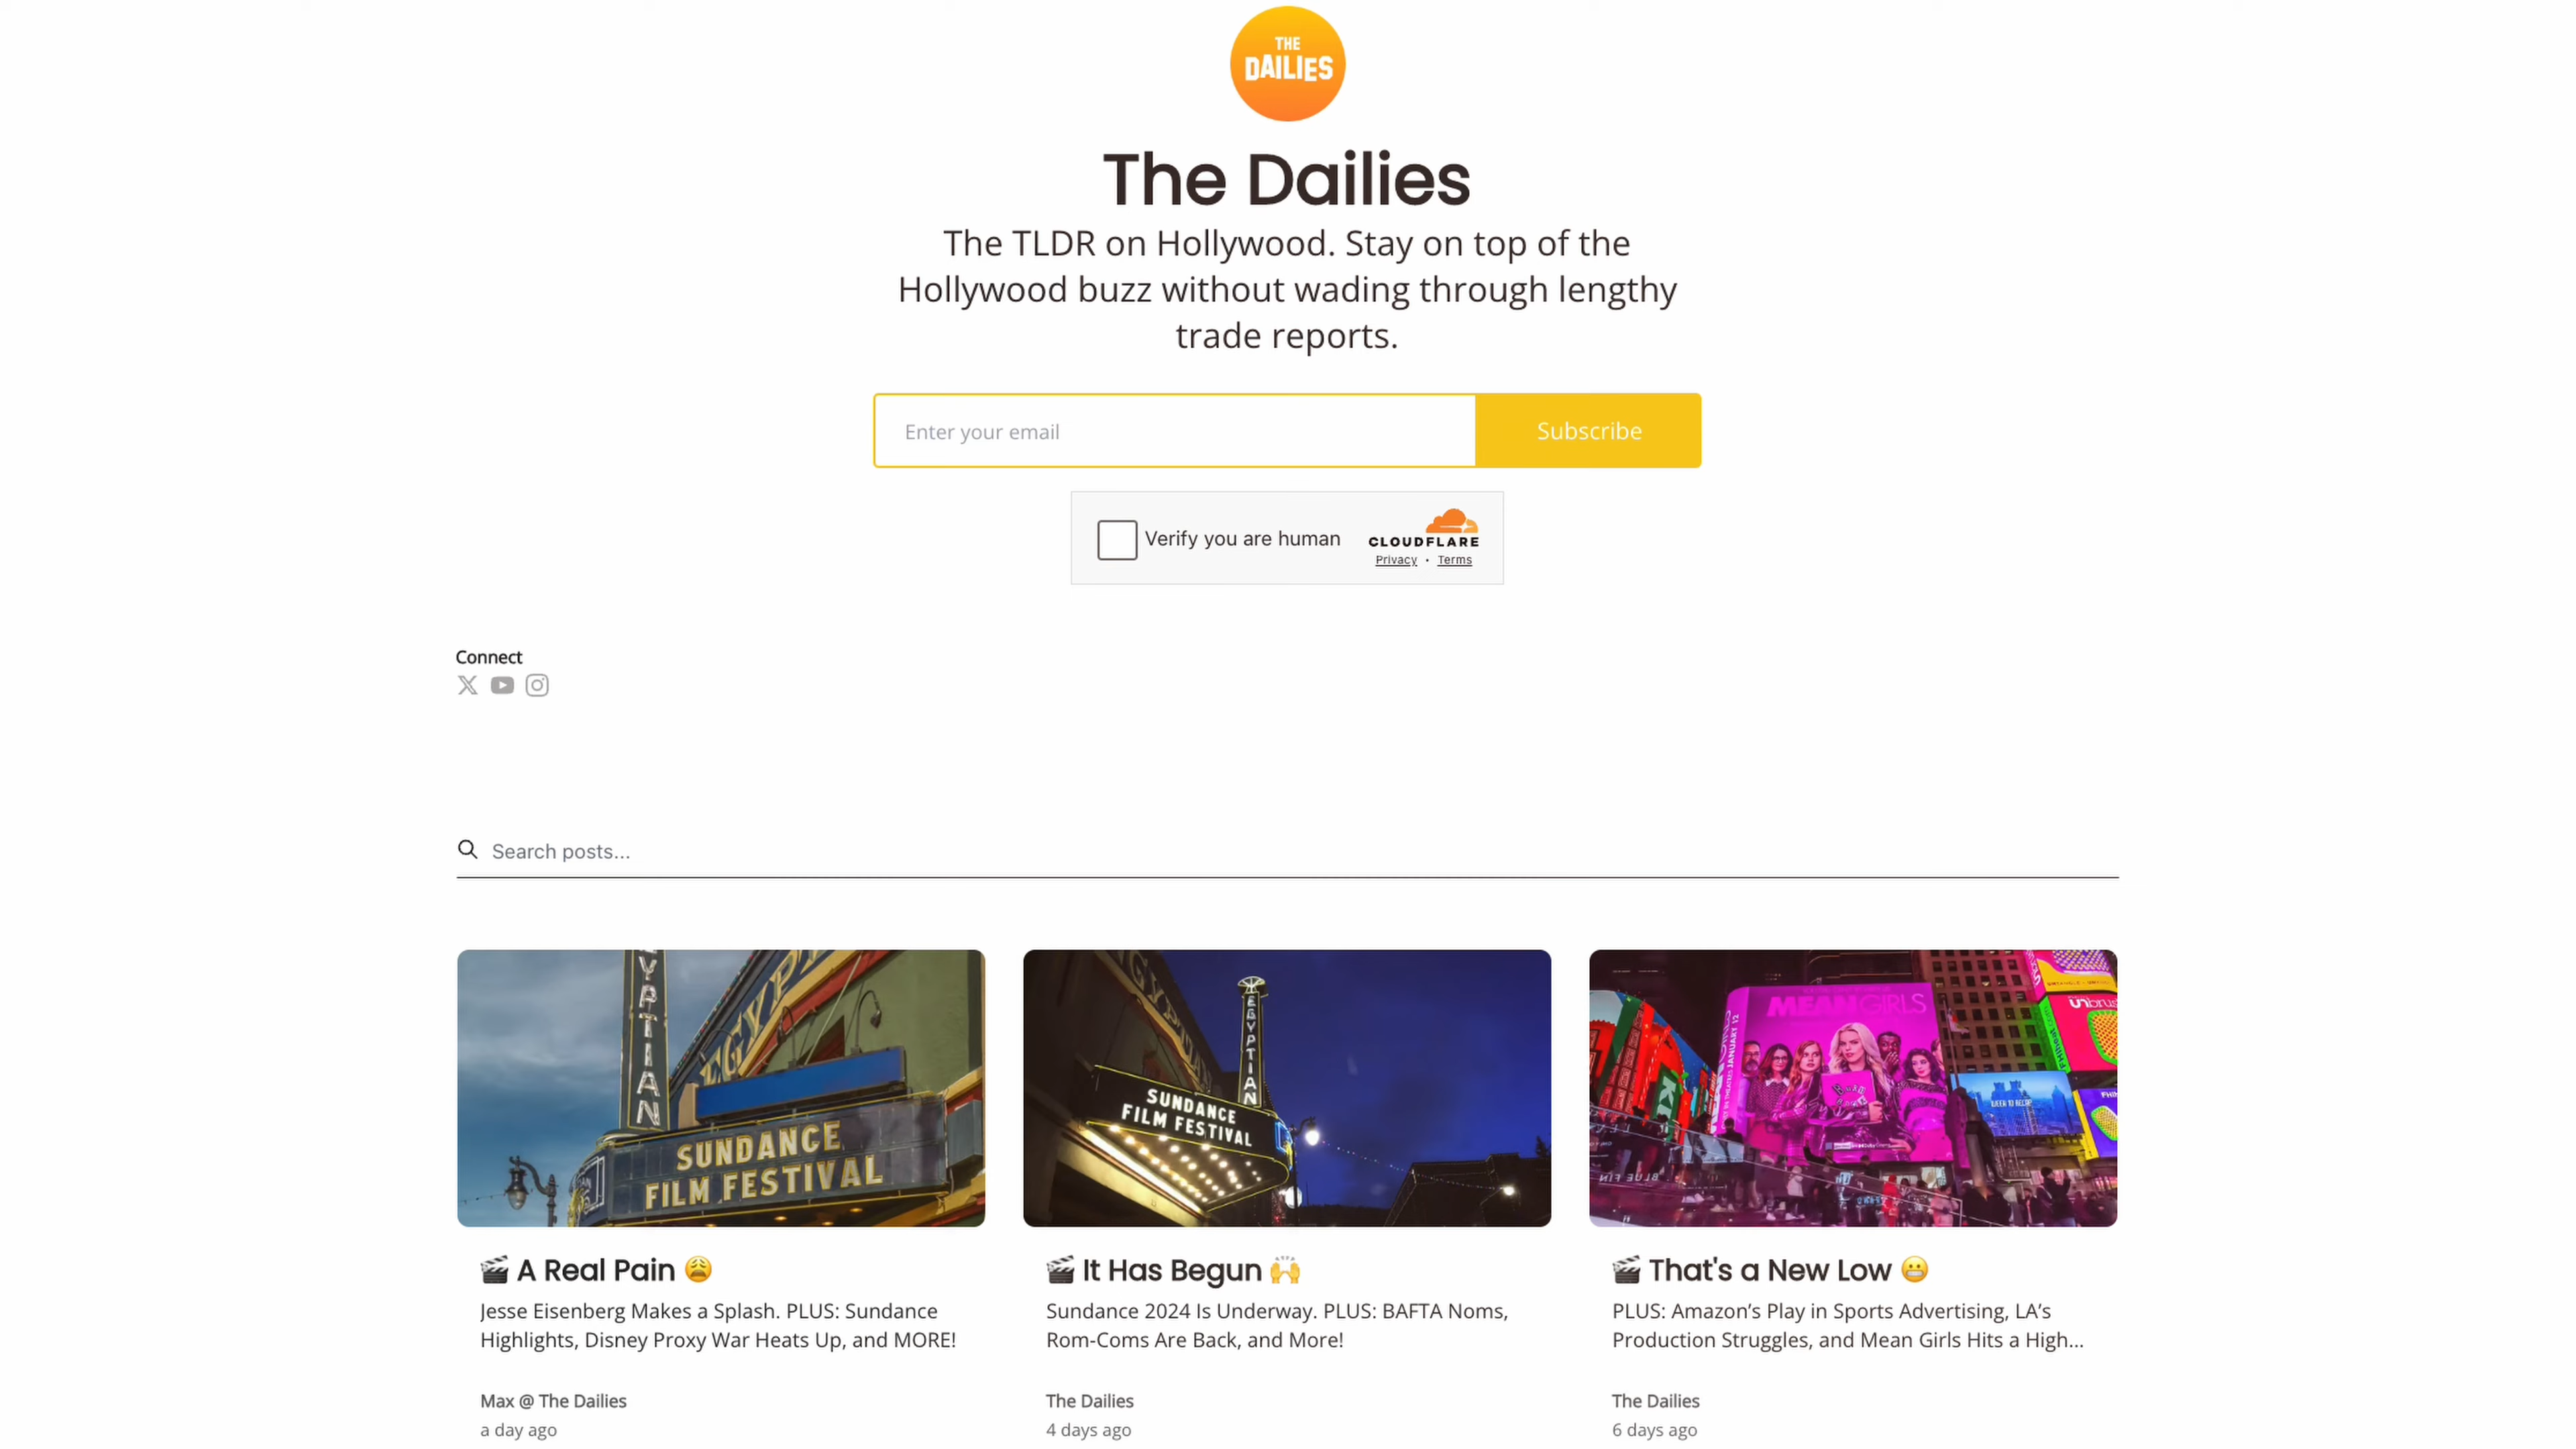 THE
DAILIES
The Dailies
The TLDR on Hollywood. Stay on top of the
Hollywood buzz without wading through lengthy
trade reports.
Enter your email
Subscribe
Verify you are human
CLOUDFLARE
Privacy • Terms
Connect
Search posts...
EGYPTIAN
SUNDANCE
FILM FESTIVAL
EGYPTIAN
SUNDANCE
FILM FESTIVAL
MEAN GIRLS
🎬 A Real Pain 😩
Jesse Eisenberg Makes a Splash. PLUS: Sundance
Highlights, Disney Proxy War Heats Up, and MORE!
Max @ The Dailies
a day ago
🎬 It Has Begun 🙌
Sundance 2024 Is Underway. PLUS: BAFTA Noms,
Rom-Coms Are Back, and More!
The Dailies
4 days ago
🎬 That's a New Low 😬
PLUS: Amazon’s Play in Sports Advertising, LA’s
Production Struggles, and Mean Girls Hits a High...
The Dailies
6 days ago